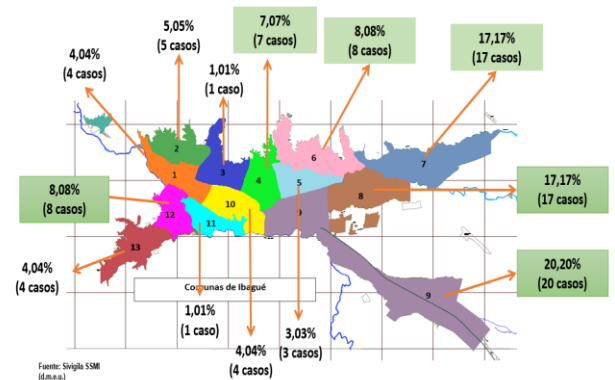 5,05%
(5 casos)
7,07%
(7 casos)
8,08%
(8 casos)
17,17%
(17 casos)
4,04%
(4 casos)
1,01%
(1 caso)
2
3
6
7
1
4
5
8
17,17%
(17 casos)
8,08%
(8 casos)
12
10
9
11
13
4,04%
(4 casos)
Comunas de Ibagué
9
20,20%
(20 casos)
1,01%
(1 caso)
4,04%
(4 casos)
3,03%
(3 casos)
Fuente: Sivigila SSMI
(d.m.e.u.)